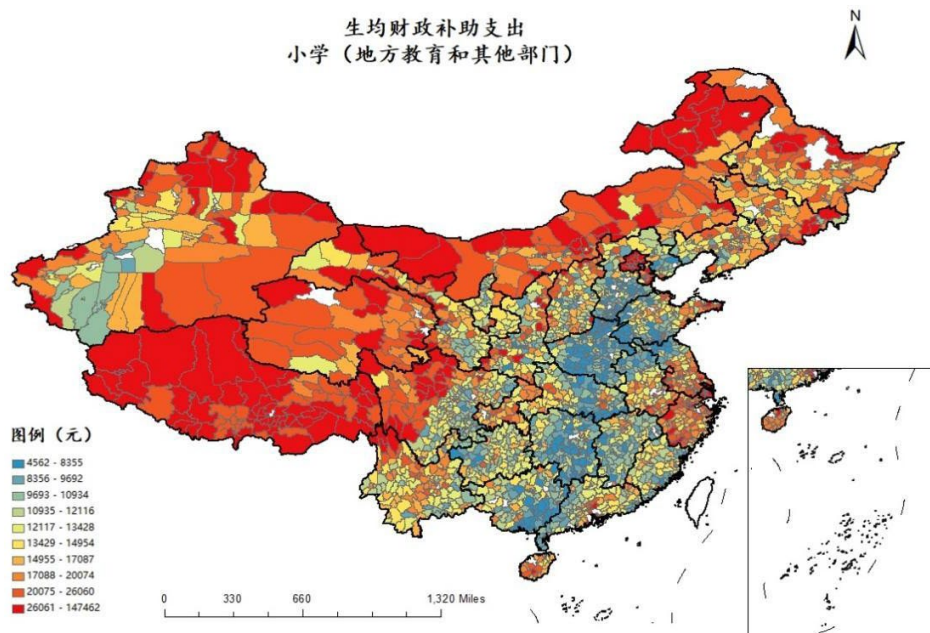 生均财政补助支出
小学（地方教育和其他部门）
N
图例（元）
4562 - 8355
8356 - 9692
9693 - 10934
10935 - 12116
12117 - 13428
13429 - 14954
14955 - 17087
17088 - 20074
20075 - 26060
26061 - 147462
0 330 660 1,320 Miles